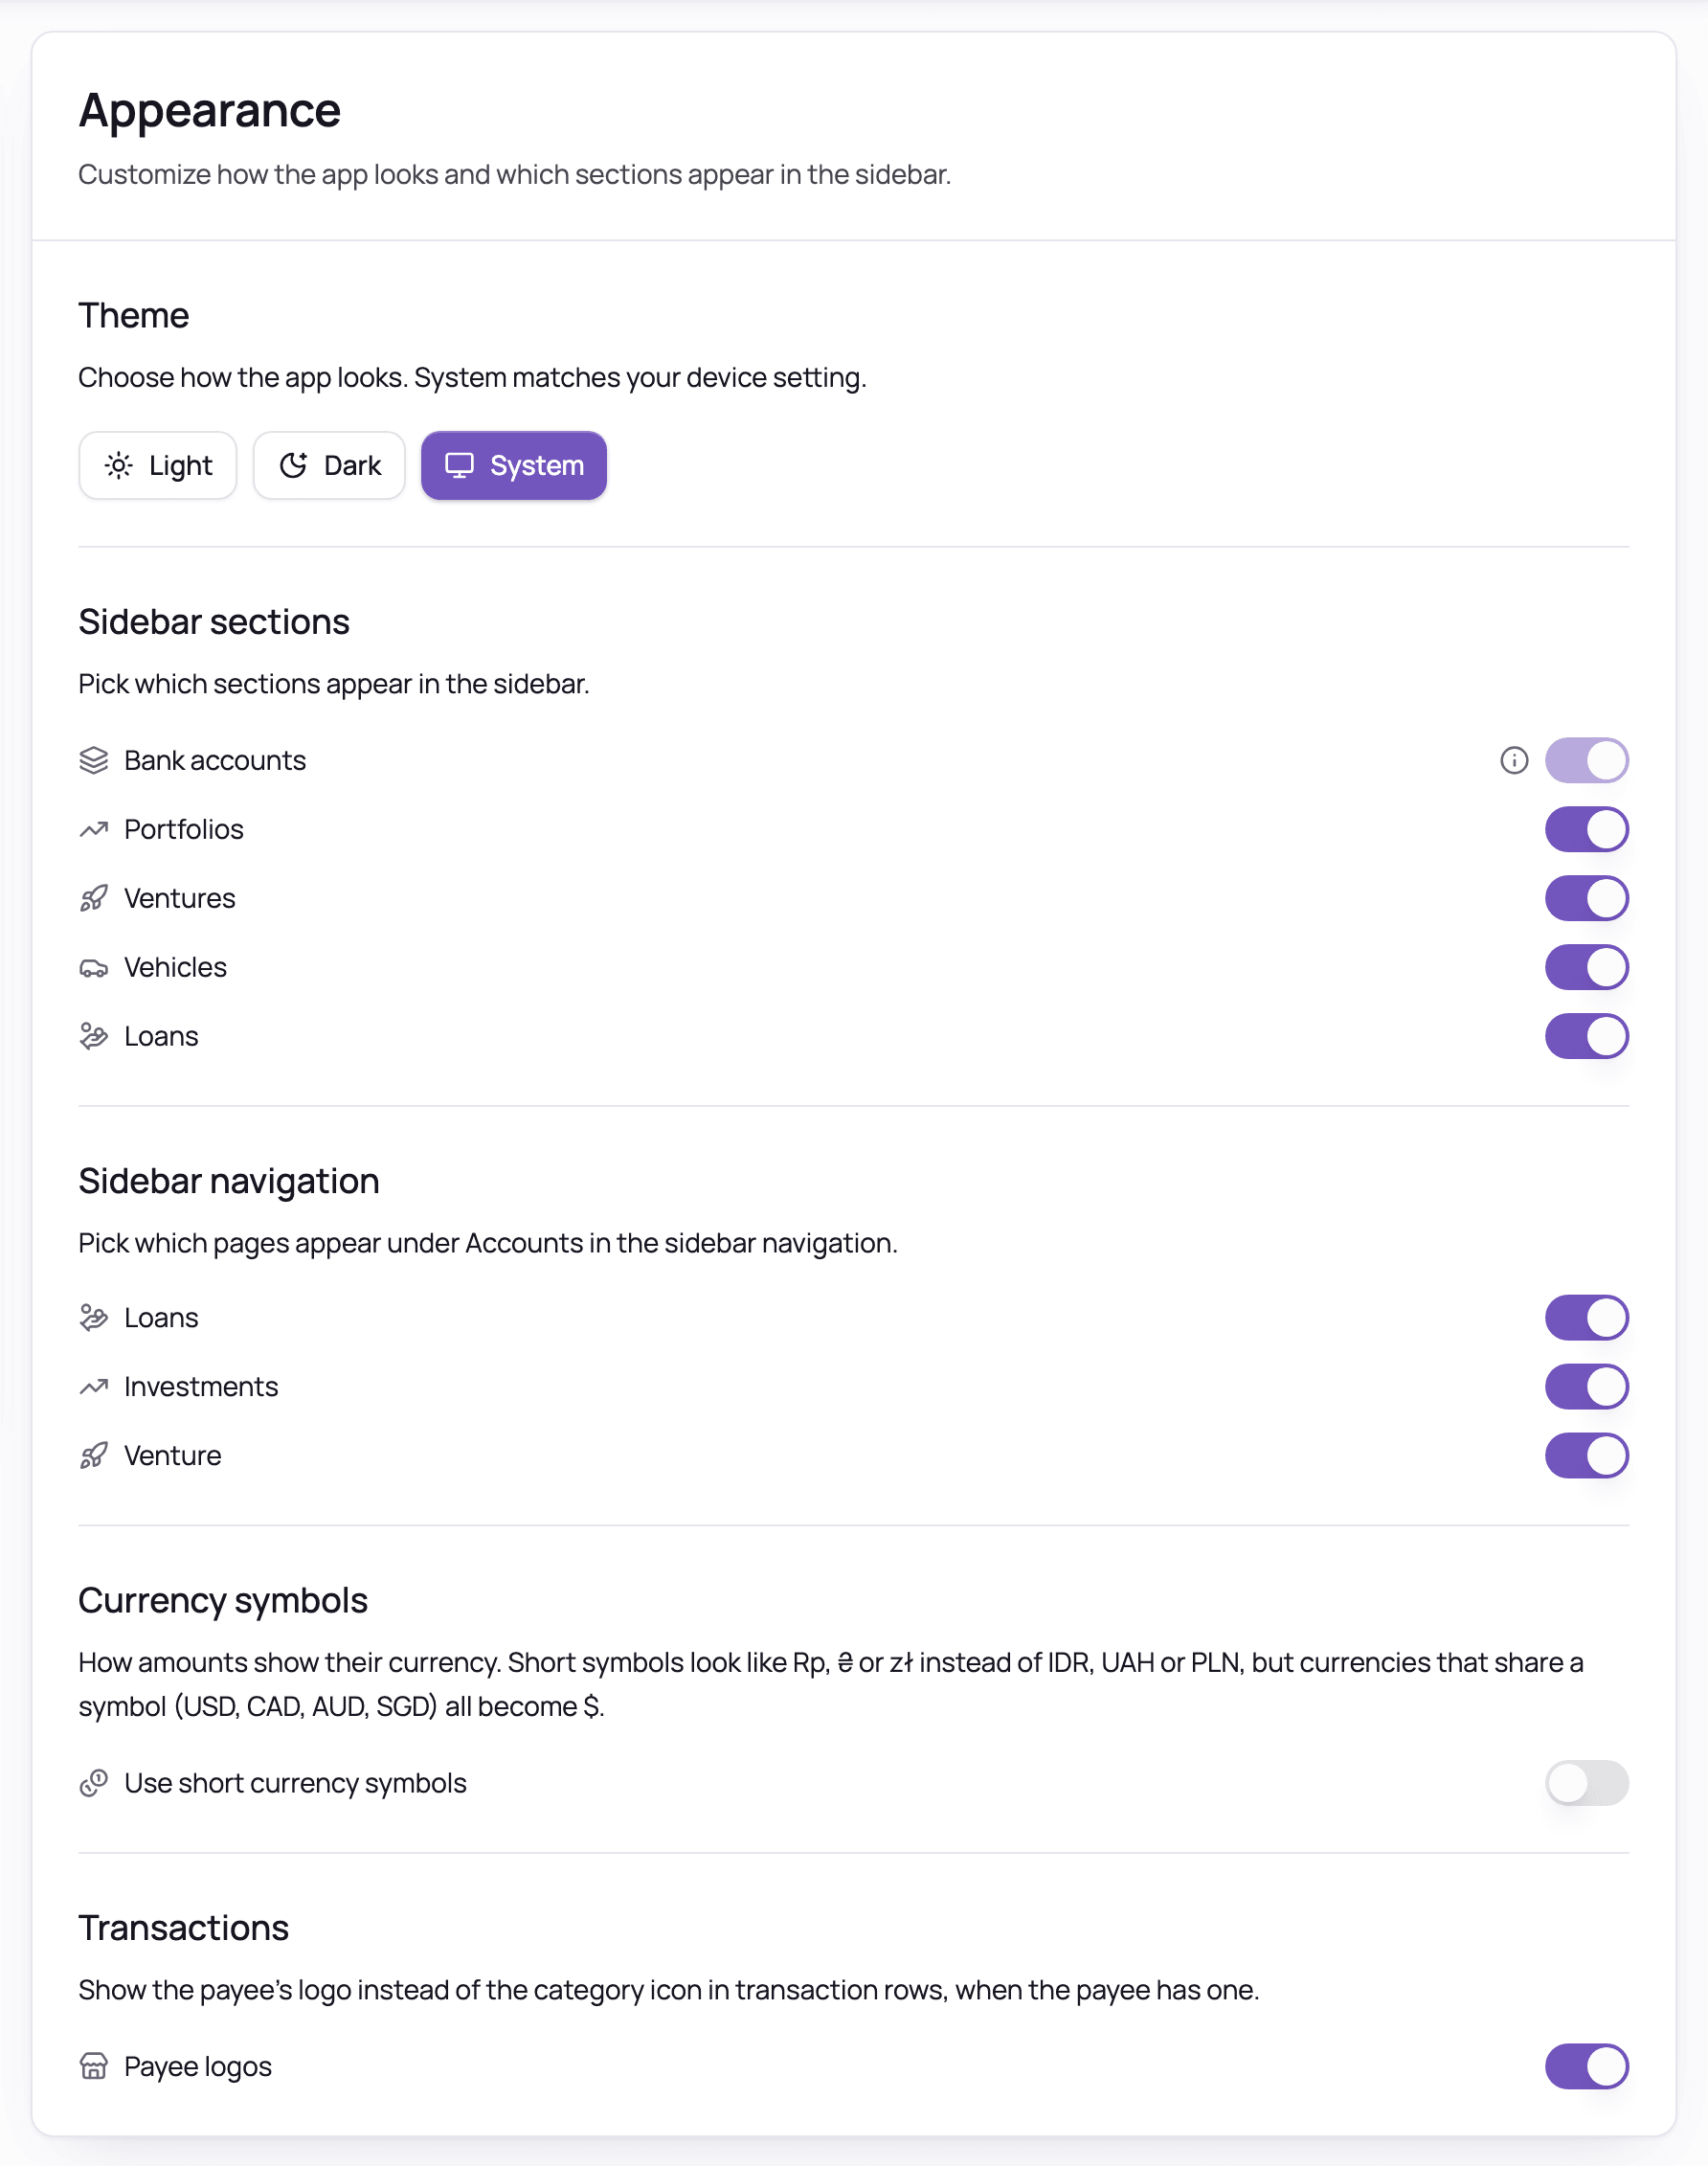 Appearance
Customize how the app looks and which sections appear in the sidebar.
Theme
Choose how the app looks. System matches your device setting.
Light
Dark
System
Sidebar sections
Pick which sections appear in the sidebar.
Bank accounts
Portfolios
Ventures
Vehicles
Loans
Sidebar navigation
Pick which pages appear under Accounts in the sidebar navigation.
Loans
Investments
Venture
Currency symbols
How amounts show their currency. Short symbols look like Rp, ₴ or zł instead of IDR, UAH or PLN, but currencies that share a
symbol (USD, CAD, AUD, SGD) all become $.
Use short currency symbols
Transactions
Show the payee’s logo instead of the category icon in transaction rows, when the payee has one.
Payee logos